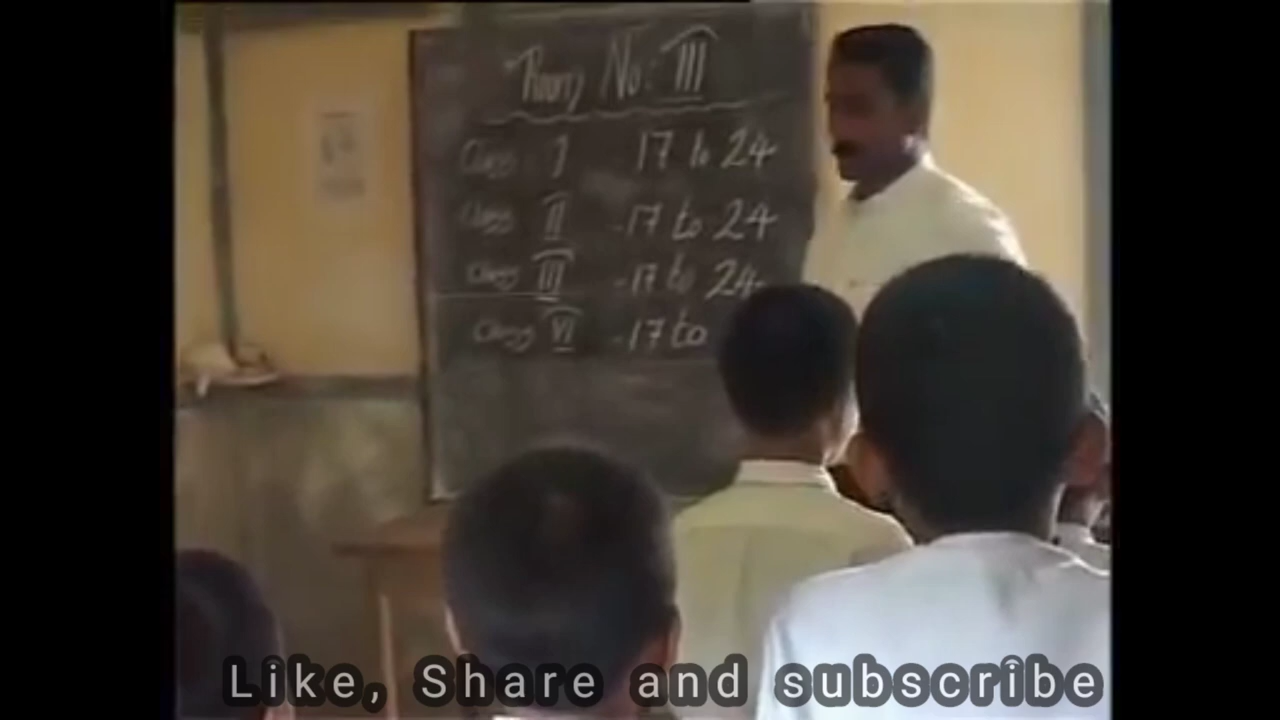 Room No: III
Class I 17 to 24
Class II -17 to 24
Class III -17 to 24
Class VI -17 to
Like, Share and subscribe